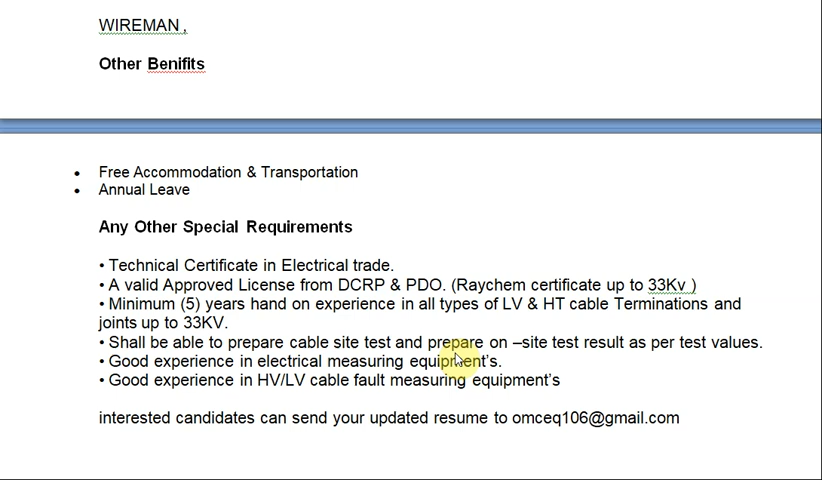 WIREMAN ,
Other Benifits
• Free Accommodation & Transportation
• Annual Leave
Any Other Special Requirements
• Technical Certificate in Electrical trade.
• A valid Approved License from DCRP & PDO. (Raychem certificate up to 33Kv )
• Minimum (5) years hand on experience in all types of LV & HT cable Terminations and
joints up to 33KV.
• Shall be able to prepare cable site test and prepare on –site test result as per test values.
• Good experience in electrical measuring equipment’s.
• Good experience in HV/LV cable fault measuring equipment’s
interested candidates can send your updated resume to omceq106@gmail.com